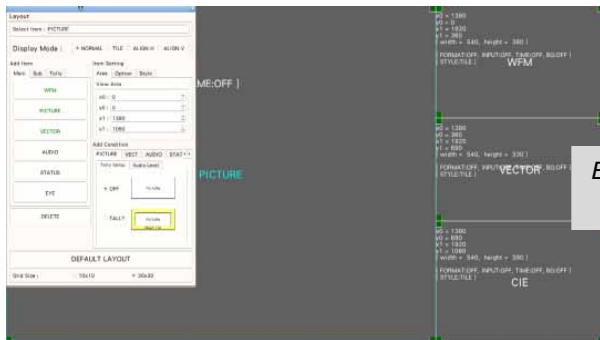 Layout
Select Item : PICTURE
Display Mode : NORMAL TILE ALIGN-H ALIGN-V
Add Item
Main Sub Tally
WFM
PICTURE
VECTOR
AUDIO
STATUS
EYE
DELETE
Item Setting
Area Option Style
View Area
x0 : 0
y0 : 0
x1 : 1380
y1 : 1080
Add Condition
PICTURE VECT AUDIO STAT
Audio Level
OFF
PICTURE
TALLY
PICTURE
DEFAULT LAYOUT
Grid Size : 10x10 30x30
ME:OFF ]
PICTURE
x0 = 1380
y0 = 0
x1 = 1920
y1 = 360
[ width = 540, height = 360 ]
[ FORMAT:OFF, INPUT:OFF, TIME:OFF, BG:OFF ]
[ STYLE:TILE ]
WFM
x0 = 1380
y0 = 360
x1 = 1920
y1 = 690
[ width = 540, height = 330 ]
[ FORMAT:OFF, INPUT:OFF, TIME:OFF, BG:OFF ]
[ STYLE:TILE ]
VECTOR
x0 = 1380
y0 = 690
x1 = 1920
y1 = 1080
[ width = 540, height = 390 ]
[ FORMAT:OFF, INPUT:OFF, TIME:OFF, BG:OFF ]
[ STYLE:TILE ]
CIE